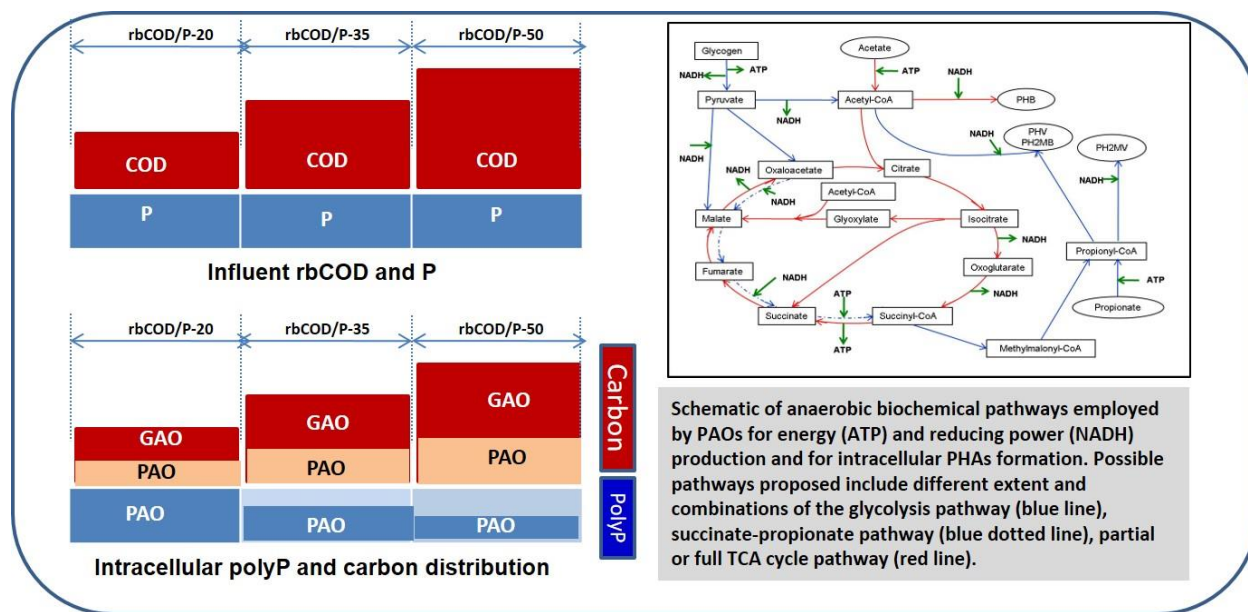 rbCOD/P-20 rbCOD/P-35 rbCOD/P-50
COD COD COD
P P P
Influent rbCOD and P
rbCOD/P-20 rbCOD/P-35 rbCOD/P-50
GAO GAO GAO
PAO PAO PAO
PAO PAO PAO
Carbon
PolyP
Intracellular polyP and carbon distribution
Glycogen
Acetate
NADH
ATP
ATP
NADH
Pyruvate
Acetyl-CoA
PHB
NADH
NADH
PHV
PH2MB
PH2MV
NADH
NADH
NADH
Oxaloacetate
Citrate
NADH
Acetyl-CoA
Malate
Glyoxylate
Isocitrate
NADH
Propionyl-CoA
Fumarate
Oxoglutarate
NADH
ATP
NADH
ATP
Propionate
Succinate
Succinyl-CoA
ATP
Methylmalonyl-CoA
Schematic of anaerobic biochemical pathways employed
by PAOs for energy (ATP) and reducing power (NADH)
production and for intracellular PHAs formation. Possible
pathways proposed include different extent and
combinations of the glycolysis pathway (blue line),
succinate-propionate pathway (blue dotted line), partial
or full TCA cycle pathway (red line).